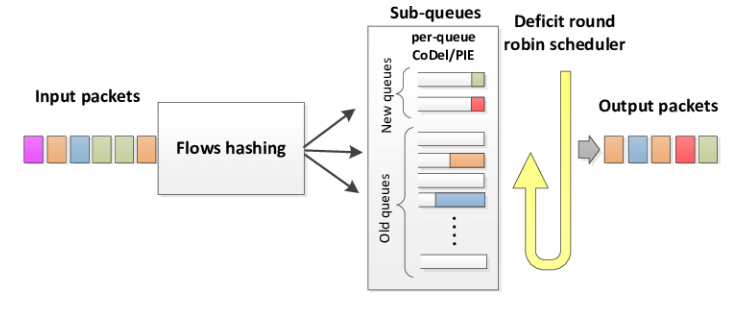 Sub-queues
per-queue
CoDel/PIE
Deficit round
robin scheduler
Input packets
Flows hashing
New queues
Old queues
Output packets